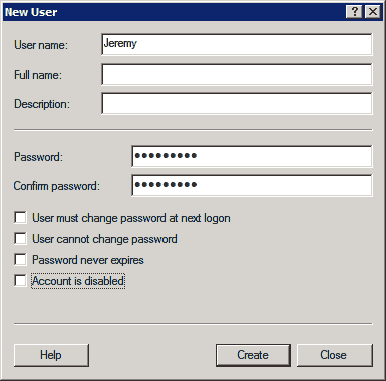 New User
User name: Jeremy
Full name:
Description:
Password: ●●●●●●●●●
Confirm password: ●●●●●●●●●
User must change password at next logon
User cannot change password
Password never expires
Account is disabled
Help Create Close